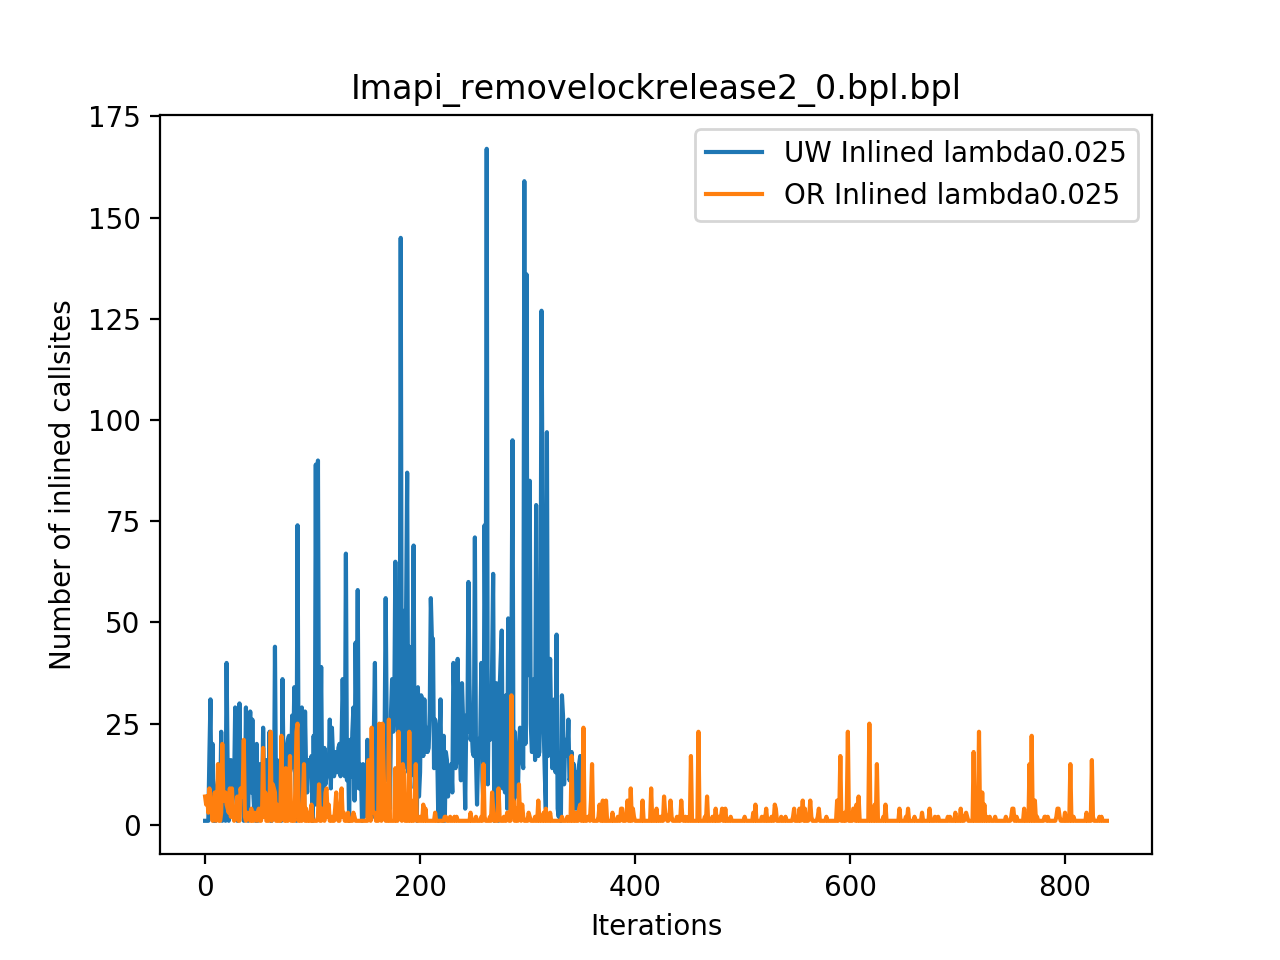 Imapi_removelockrelease2_0.bpl.bpl
UW Inlined lambda0.025
OR Inlined lambda0.025
Number of inlined callsites
175
150
125
100
75
50
25
0
0 200 400 600 800
Iterations